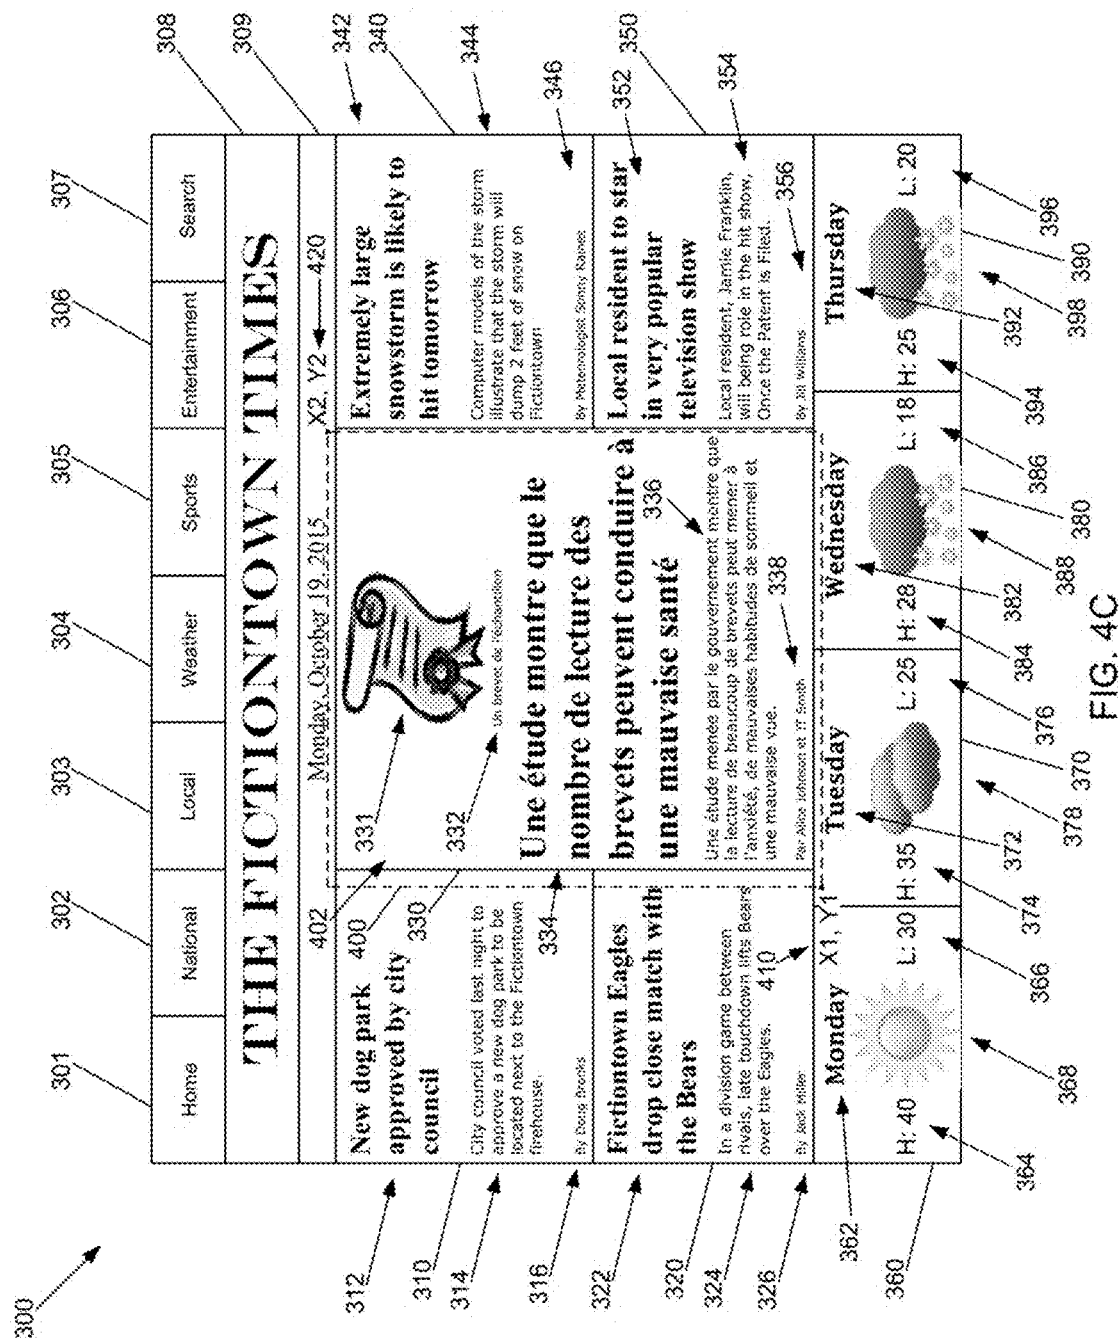 300
301
302
303
304
305
306
307
Home
National
Local
Weather
Sports
Entertainment
Search
308
THE FICTIONTOWN TIMES
309
Monday, October 19, 2015
X2, Y2
420
342
312
New dog park
approved by city
council
310
City council voted last night to
approve a new dog park to be
located next to the Fictiontown
firehouse.
314
By Doug Brooks
316
322
Fictiontown Eagles
drop close match with
the Bears
320
In a division game between
rivals, late touchdown lifts Bears
over the Eagles.
324
410
By Jack Miller
326
402
331
400
332
Un brevet de l'échantillon
330
334
Une étude montre que le
nombre de lecture des
brevets peuvent conduire à
une mauvaise santé
336
Une étude menée par le gouvernement montre que
la lecture de beaucoup de brevets peut mener à
l'anxiété, de mauvaises habitudes de sommeil et
une mauvaise vue.
338
Par Alice Johnson et TT Smith
Extremely large
snowstorm is likely to
hit tomorrow
340
344
Computer models of the storm
illustrate that the storm will
dump 2 feet of snow on
Fictiontown
346
352
Local resident to star
in very popular
television show
350
354
Local resident, Jamie Franklin,
will being role in the hit show,
Once the Patent is Filed.
356
By Jill Williams
362
Monday
X1, Y1
H: 40
L: 30
364
366
368
360
Tuesday
H: 35
L: 25
372
374
376
378
370
Wednesday
H: 28
L: 18
382
384
386
388
380
Thursday
H: 25
L: 20
392
394
396
398
390
FIG. 4C